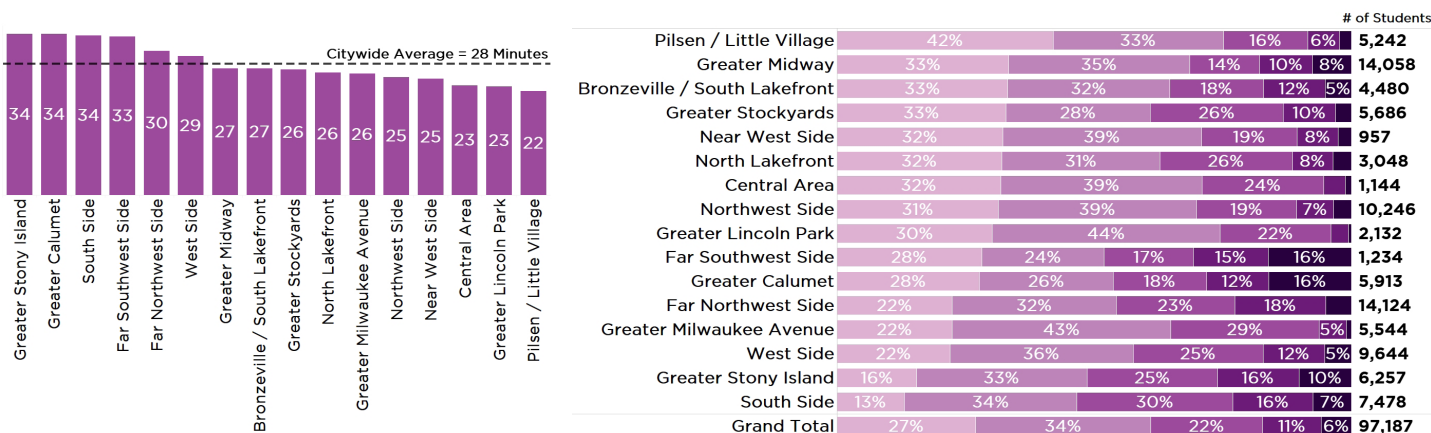 Citywide Average = 28 Minutes
34 34 34 33 30 29 27 27 26 26 26 25 25 23 23 22
Greater Stony Island
Greater Calumet
South Side
Far Southwest Side
Far Northwest Side
West Side
Greater Midway
Bronzeville / South Lakefront
Greater Stockyards
North Lakefront
Greater Milwaukee Avenue
Northwest Side
Near West Side
Central Area
Greater Lincoln Park
Pilsen / Little Village
# of Students
Pilsen / Little Village 42% 33% 16% 6% 5,242
Greater Midway 33% 35% 14% 10% 8% 14,058
Bronzeville / South Lakefront 33% 32% 18% 12% 5% 4,480
Greater Stockyards 33% 28% 26% 10% 5,686
Near West Side 32% 39% 19% 8% 957
North Lakefront 32% 31% 26% 8% 3,048
Central Area 32% 39% 24% 1,144
Northwest Side 31% 39% 19% 7% 10,246
Greater Lincoln Park 30% 44% 22% 2,132
Far Southwest Side 28% 24% 17% 15% 16% 1,234
Greater Calumet 28% 26% 18% 12% 16% 5,913
Far Northwest Side 22% 32% 23% 18% 14,124
Greater Milwaukee Avenue 22% 43% 29% 5% 5,544
West Side 22% 36% 25% 12% 5% 9,644
Greater Stony Island 16% 33% 25% 16% 10% 6,257
South Side 13% 34% 30% 16% 7% 7,478
Grand Total 27% 34% 22% 11% 6% 97,187